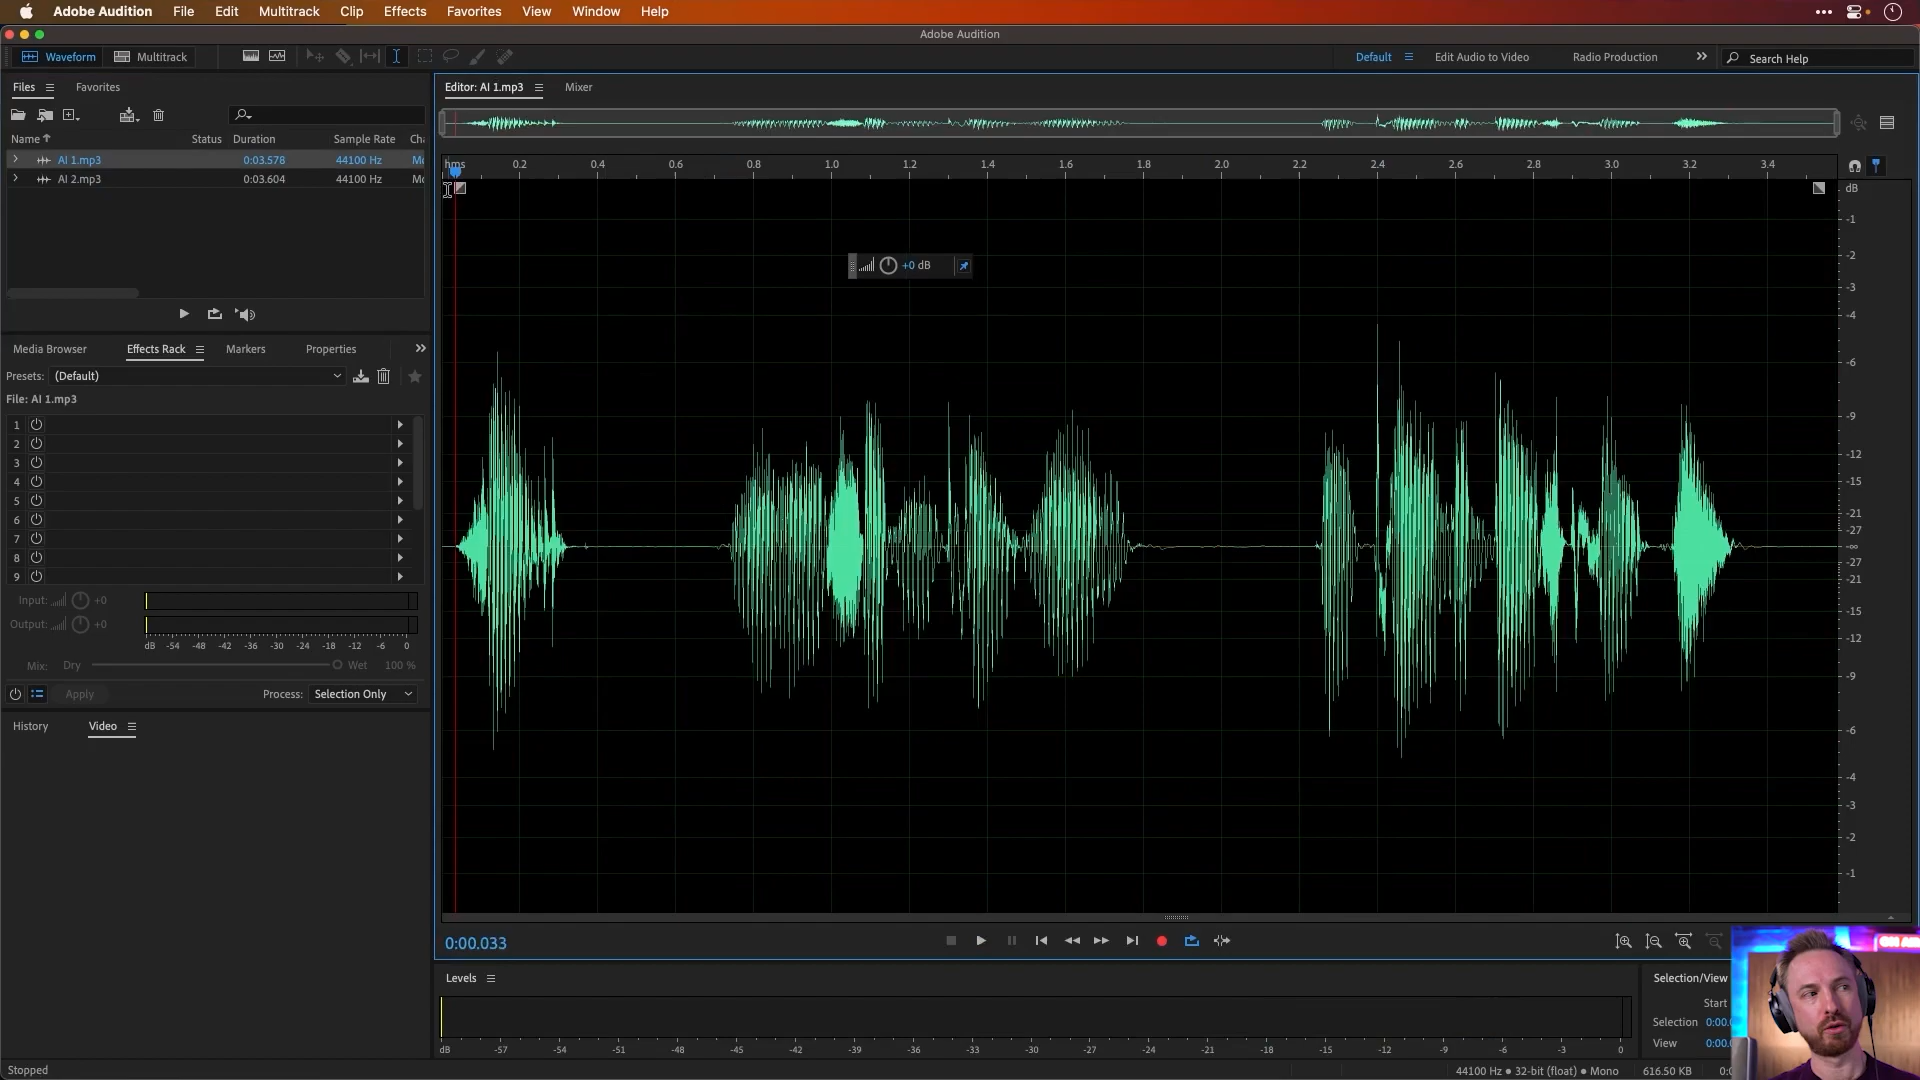 Adobe Audition File Edit Multitrack Clip Effects Favorites View Window Help
Adobe Audition
Waveform Multitrack Default Edit Audio to Video Radio Production Search Help
Files Favorites
Name Status Duration Sample Rate
AI 1.mp3 0:03.578 44100 Hz
AI 2.mp3 0:03.604 44100 Hz
Media Browser Effects Rack Markers Properties
Presets: (Default)
File: AI 1.mp3
1
2
3
4
5
6
7
8
9
Input: +0
Output: +0
dB -54 -48 -42 -36 -30 -24 -18 -12 -6 0
Mix: Dry Wet 100 %
Apply Process: Selection Only
History Video
Editor: AI 1.mp3 Mixer
hms 0.2 0.4 0.6 0.8 1.0 1.2 1.4 1.6 1.8 2.0 2.2 2.4 2.6 2.8 3.0 3.2 3.4
+0 dB
dB
-1
-2
-3
-4
-6
-9
-12
-15
-21
-27
-∞
-27
-21
-15
-12
-9
-6
-4
-3
-2
-1
0:00.033
Levels
dB -57 -54 -51 -48 -45 -42 -39 -36 -33 -30 -27 -24 -21 -18 -15 -12 -9 -6 -3 0
Selection/View
Start
Selection 0:00.
View 0:00.
ON AI
Stopped 44100 Hz • 32-bit (float) • Mono 616.50 KB